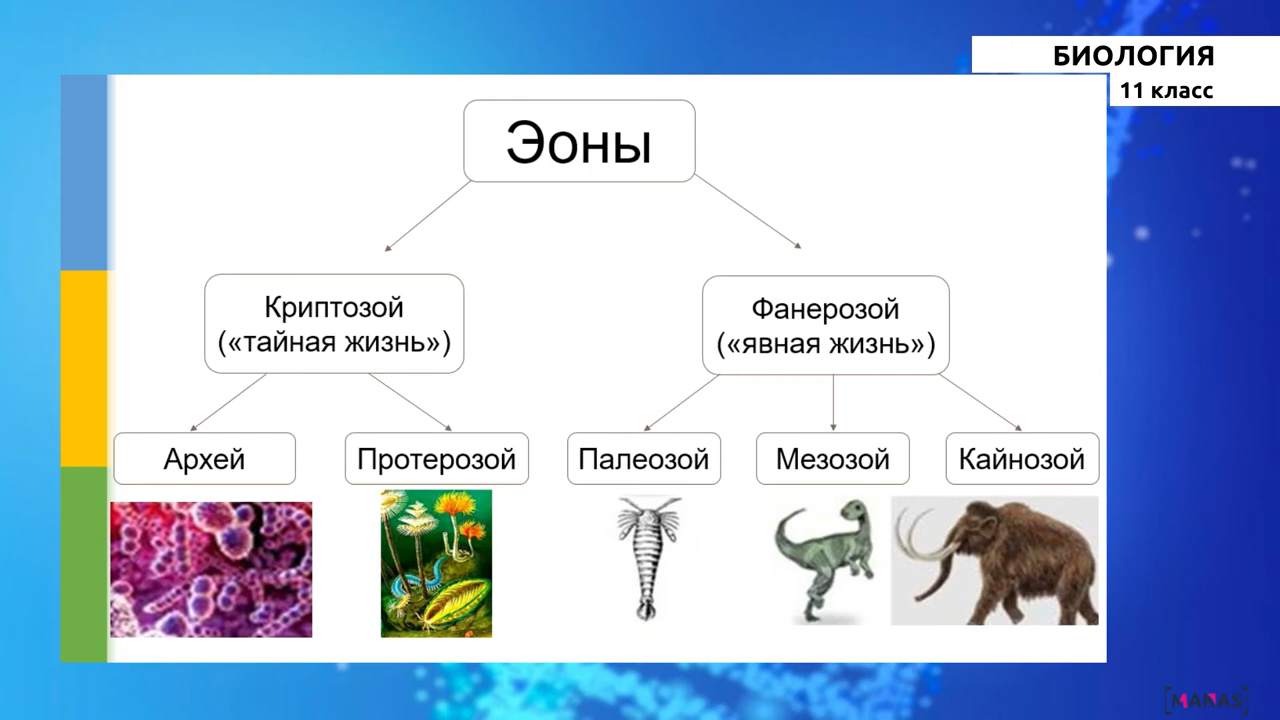 БИОЛОГИЯ
11 класс
Эоны
Криптозой
(«тайная жизнь»)
Фанерозой
(«явная жизнь»)
Архей
Протерозой
Палеозой
Мезозой
Кайнозой
[MANAS]